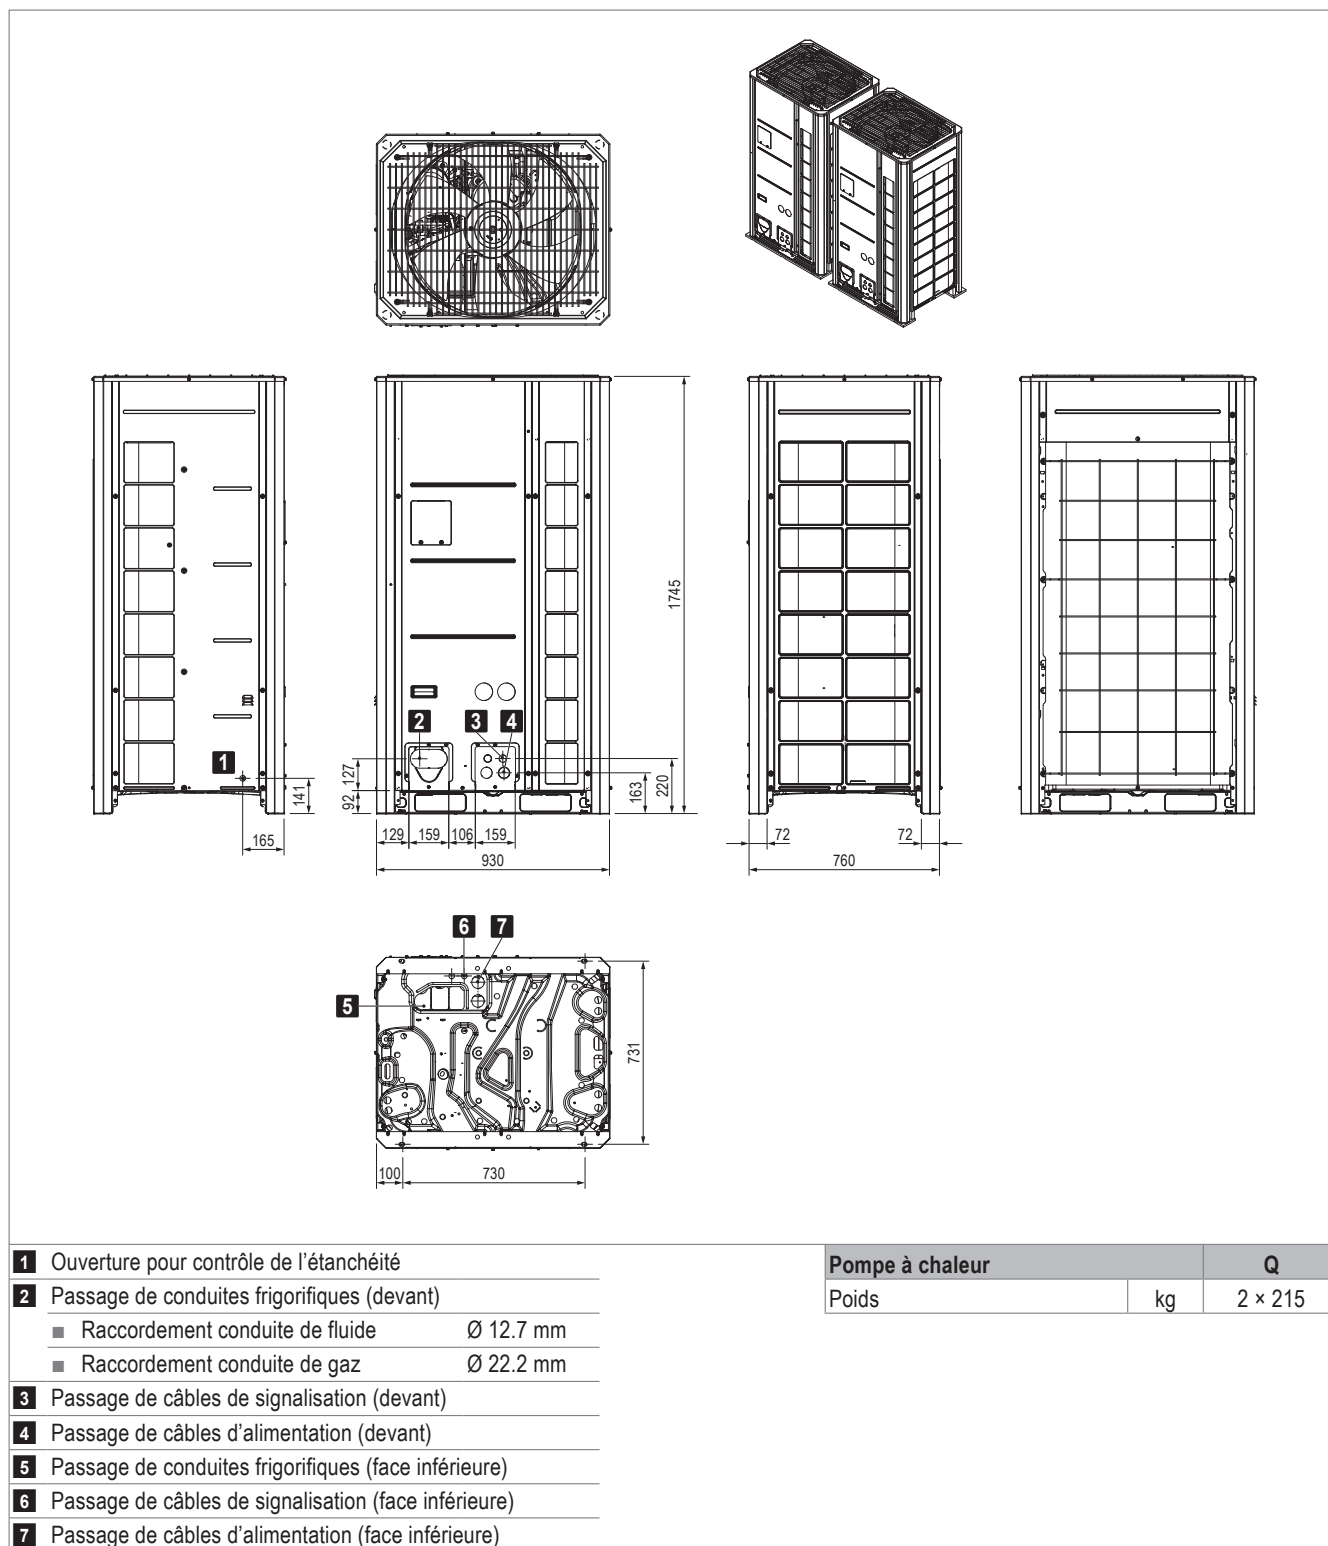 1745
2
3
4
1
127
92
141
163
220
165
129
159
106
159
930
72
72
760
6
7
5
731
100
730
1 Ouverture pour contrôle de l’étanchéité
2 Passage de conduites frigorifiques (devant)
■ Raccordement conduite de fluide Ø 12.7 mm
■ Raccordement conduite de gaz Ø 22.2 mm
3 Passage de câbles de signalisation (devant)
4 Passage de câbles d’alimentation (devant)
5 Passage de conduites frigorifiques (face inférieure)
6 Passage de câbles de signalisation (face inférieure)
7 Passage de câbles d’alimentation (face inférieure)
Pompe à chaleur Q
Poids kg 2 × 215